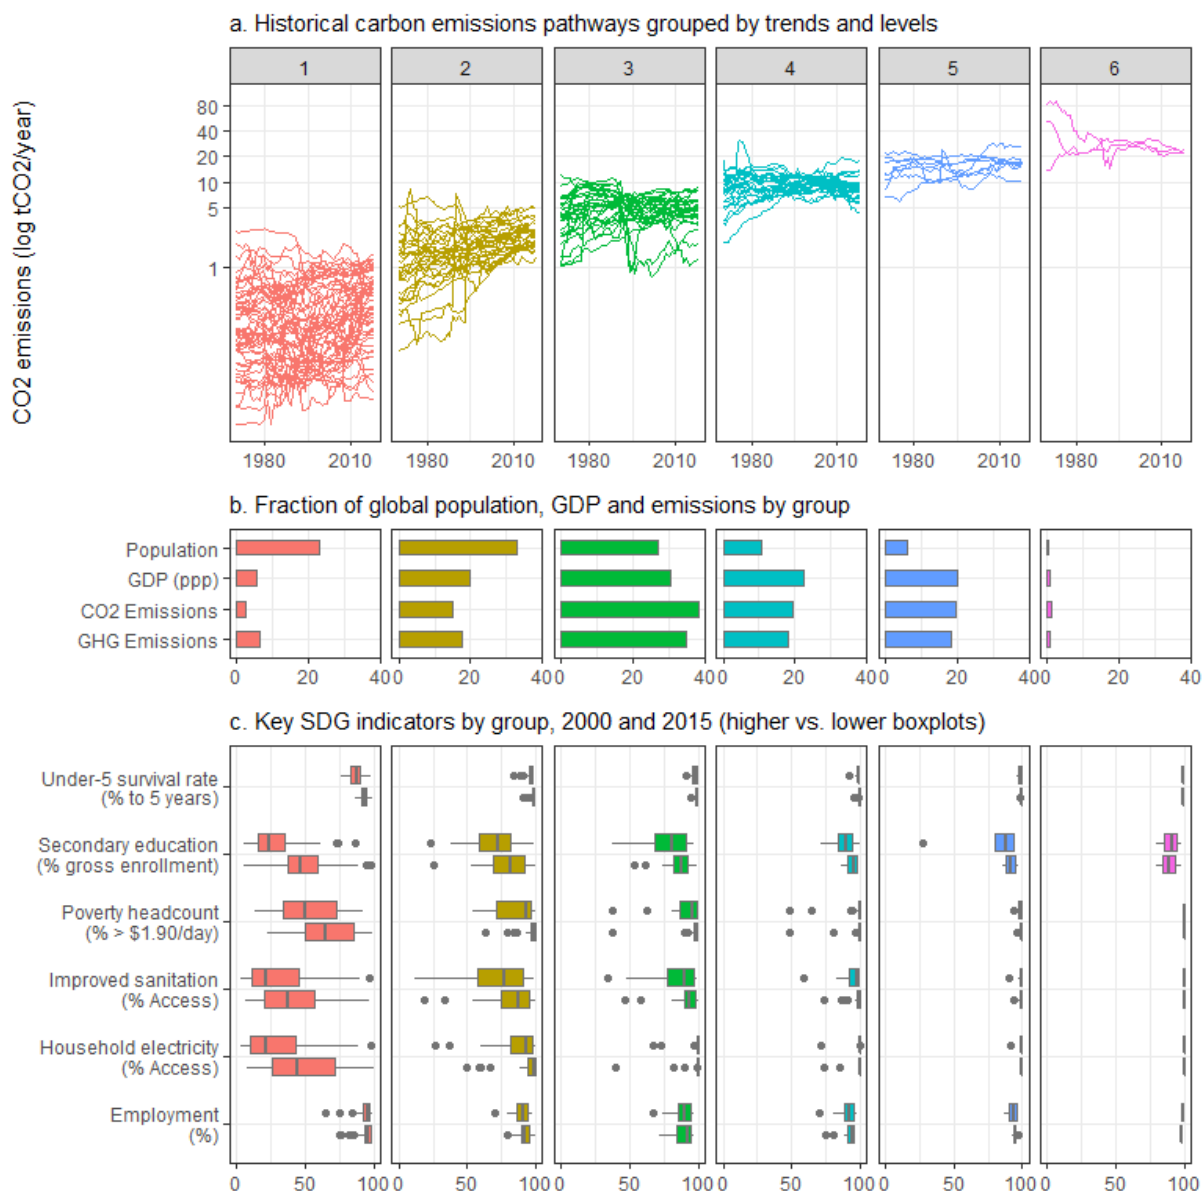 a. Historical carbon emissions pathways grouped by trends and levels
1 2 3 4 5 6
CO2 emissions (log tCO2/year)
80
40
20
10
5
1
1980 2010 1980 2010 1980 2010 1980 2010 1980 2010 1980 2010
b. Fraction of global population, GDP and emissions by group
Population
GDP (ppp)
CO2 Emissions
GHG Emissions
0 20 40 0 20 40 0 20 40 0 20 40 0 20 40 0 20 40
c. Key SDG indicators by group, 2000 and 2015 (higher vs. lower boxplots)
Under-5 survival rate
(% to 5 years)
Secondary education
(% gross enrollment)
Poverty headcount
(% > $1.90/day)
Improved sanitation
(% Access)
Household electricity
(% Access)
Employment
(%)
0 50 100 0 50 100 0 50 100 0 50 100 0 50 100 0 50 100